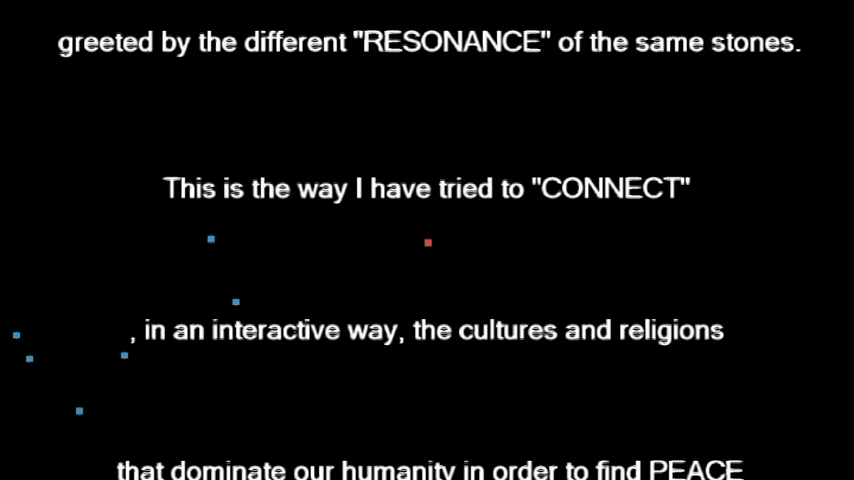 greeted by the different "RESONANCE" of the same stones.
This is the way I have tried to "CONNECT"
, in an interactive way, the cultures and religions
that dominate our humanity in order to find PEACE